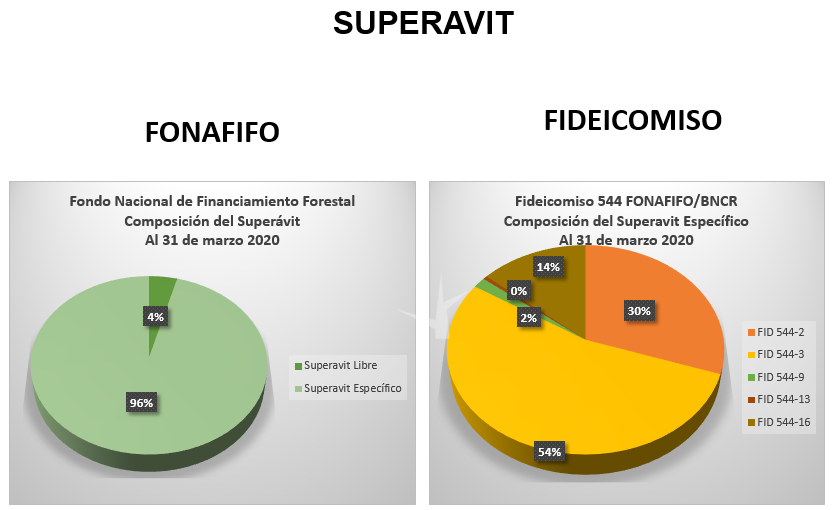 SUPERAVIT
FONAFIFO
FIDEICOMISO
Fondo Nacional de Financiamiento Forestal
Composición del Superávit
Al 31 de marzo 2020
4%
96%
Superavit Libre
Superavit Específico
Fideicomiso 544 FONAFIFO/BNCR
Composición del Superavit Específico
Al 31 de marzo 2020
14%
0%
2%
30%
54%
FID 544-2
FID 544-3
FID 544-9
FID 544-13
FID 544-16